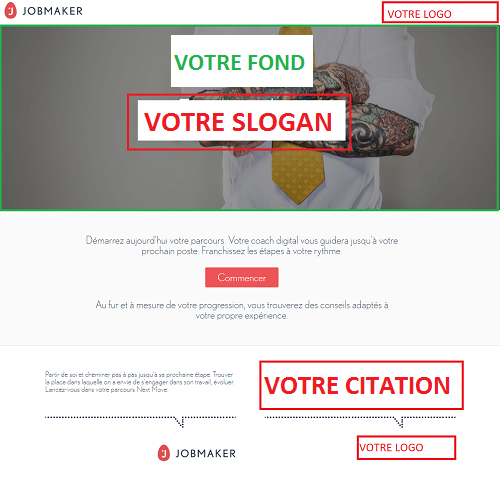 JOBMAKER
VOTRE LOGO
VOTRE FOND
VOTRE SLOGAN
Démarrez aujourd'hui votre parcours. Votre coach digital vous guidera jusqu'à votre
prochain poste. Franchissez les étapes à votre rythme.
Commencer
Au fur et à mesure de votre progression, vous trouverez des conseils adaptés à
votre propre expérience.
Partir de soi et cheminer pas à pas jusqu'à sa prochaine étape. Trouver
la place dans laquelle on a envie de s'engager dans son travail, évoluer.
Lancez-vous dans votre parcours Next Move.
VOTRE CITATION
JOBMAKER
VOTRE LOGO